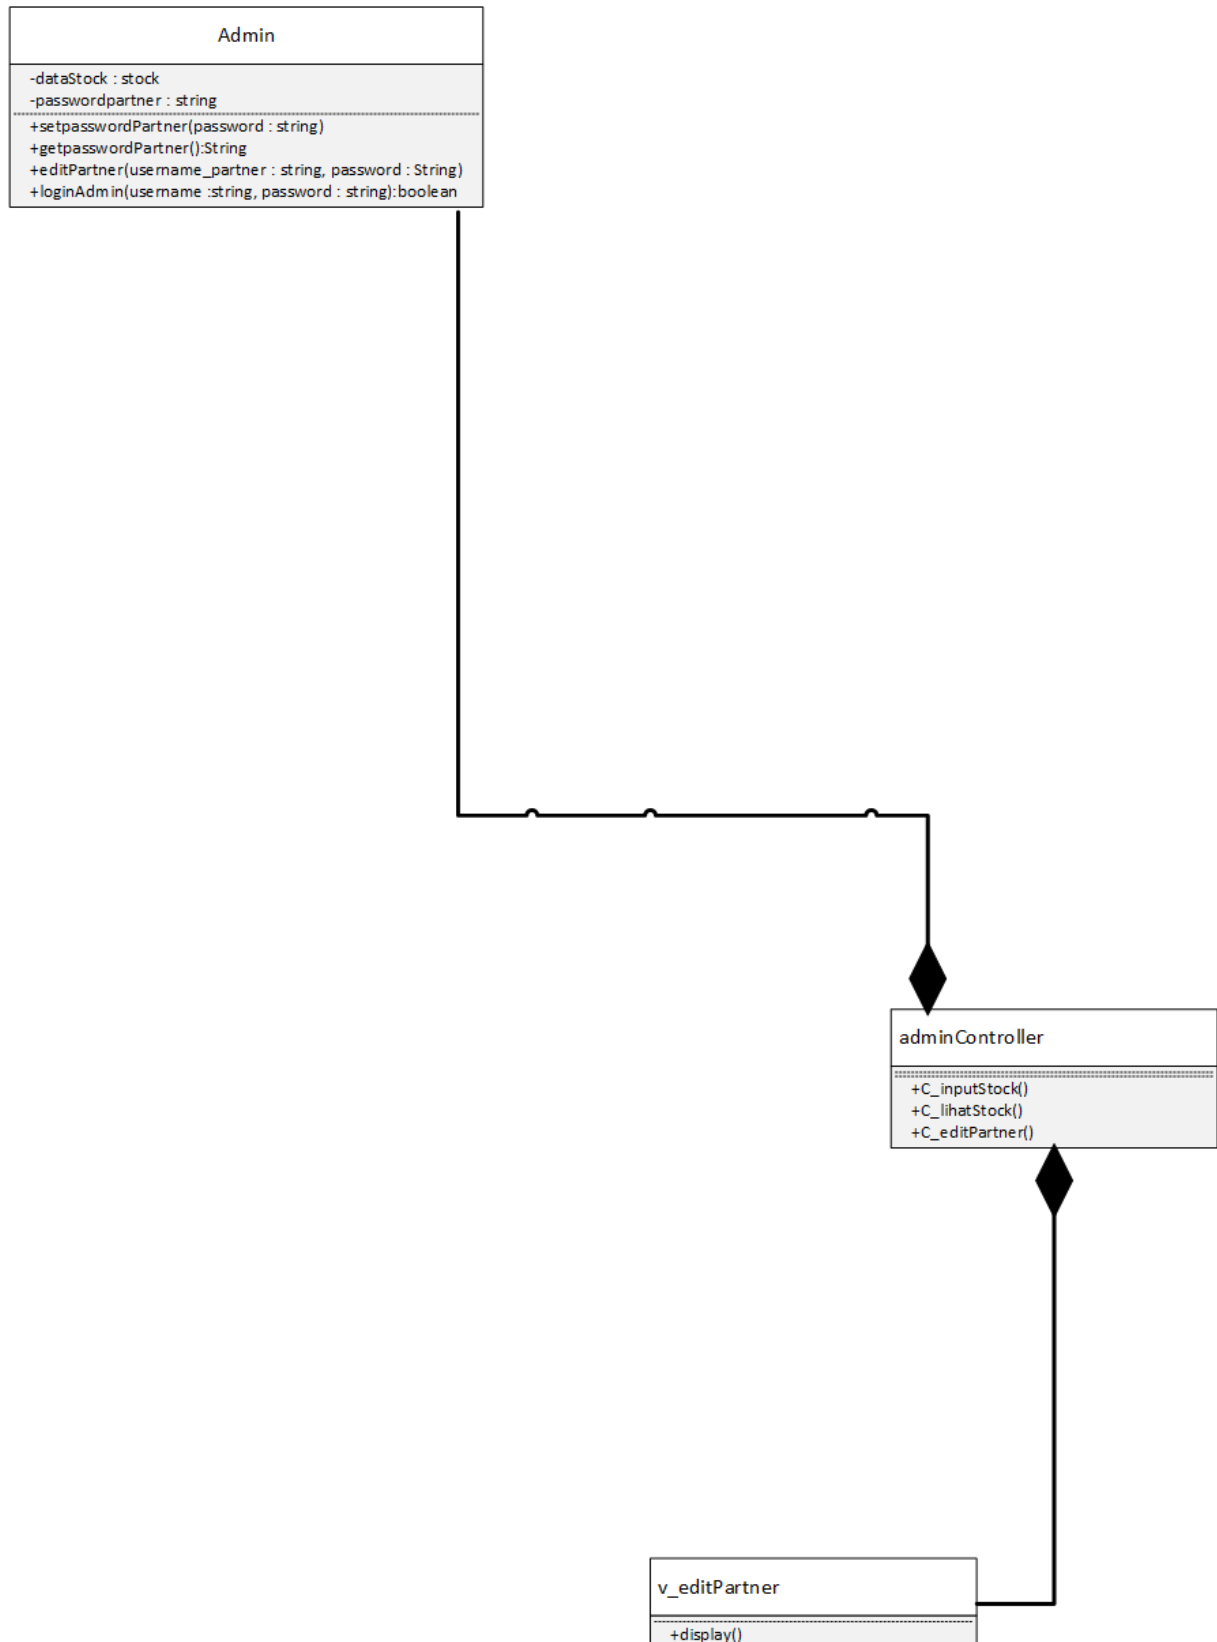 Admin
-dataStock : stock
-passwordpartner : string
+setpasswordPartner(password : string)
+getpasswordPartner():String
+editPartner(username_partner : string, password : String)
+loginAdmin(username :string, password : string):boolean
adminController
+C_inputStock()
+C_lihatStock()
+C_editPartner()
v_editPartner
+display()